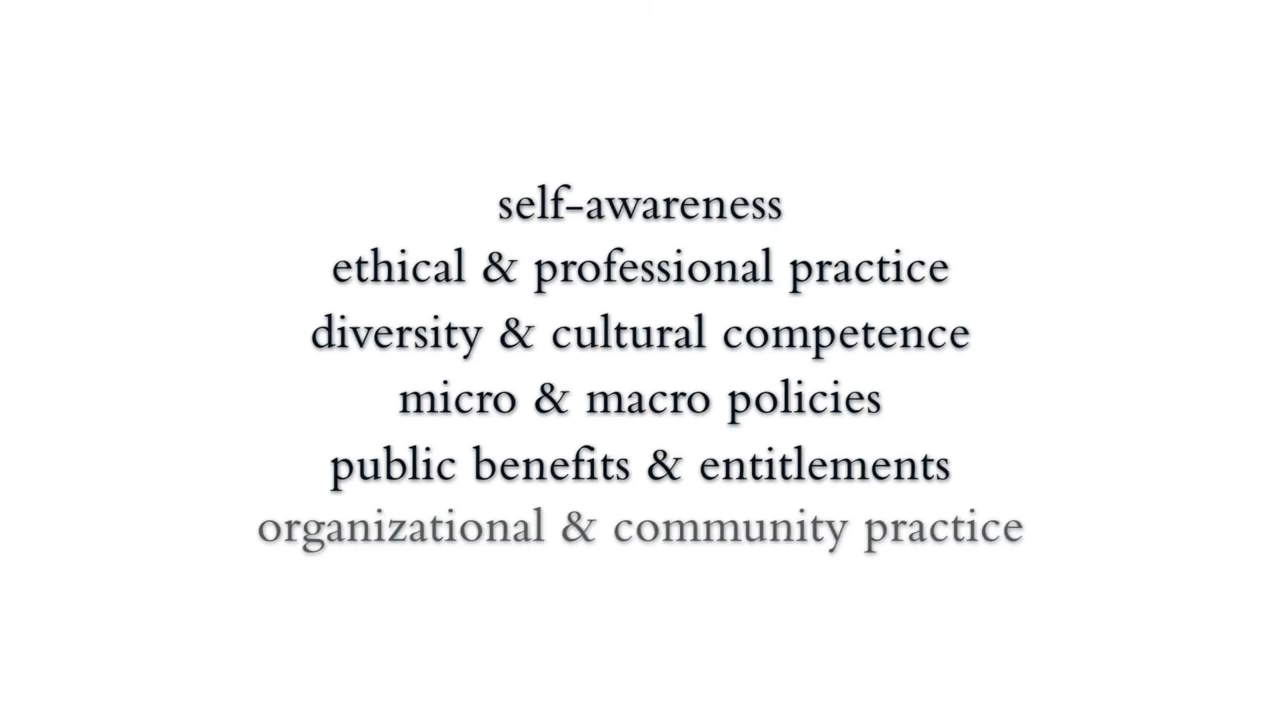 self-awareness
ethical & professional practice
diversity & cultural competence
micro & macro policies
public benefits & entitlements
organizational & community practice